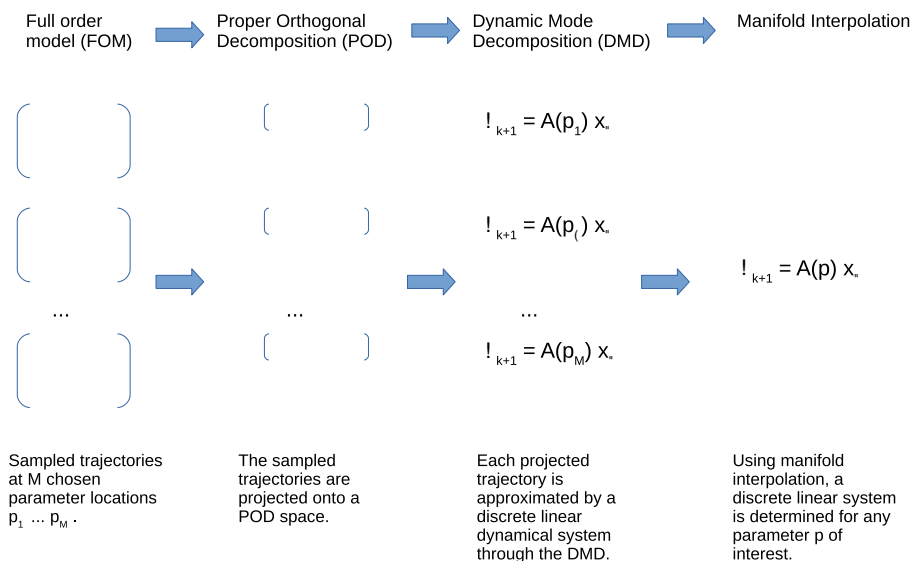 Full order
model (FOM)
Proper Orthogonal
Decomposition (POD)
Dynamic Mode
Decomposition (DMD)
Manifold Interpolation
! k+1 = A(p1) x"
! k+1 = A(p( ) x"
! k+1 = A(p) x"
... ... ...
! k+1 = A(pM) x"
Sampled trajectories
at M chosen
parameter locations
p1 ... pM .
The sampled
trajectories are
projected onto a
POD space.
Each projected
trajectory is
approximated by a
discrete linear
dynamical system
through the DMD.
Using manifold
interpolation, a
discrete linear system
is determined for any
parameter p of
interest.